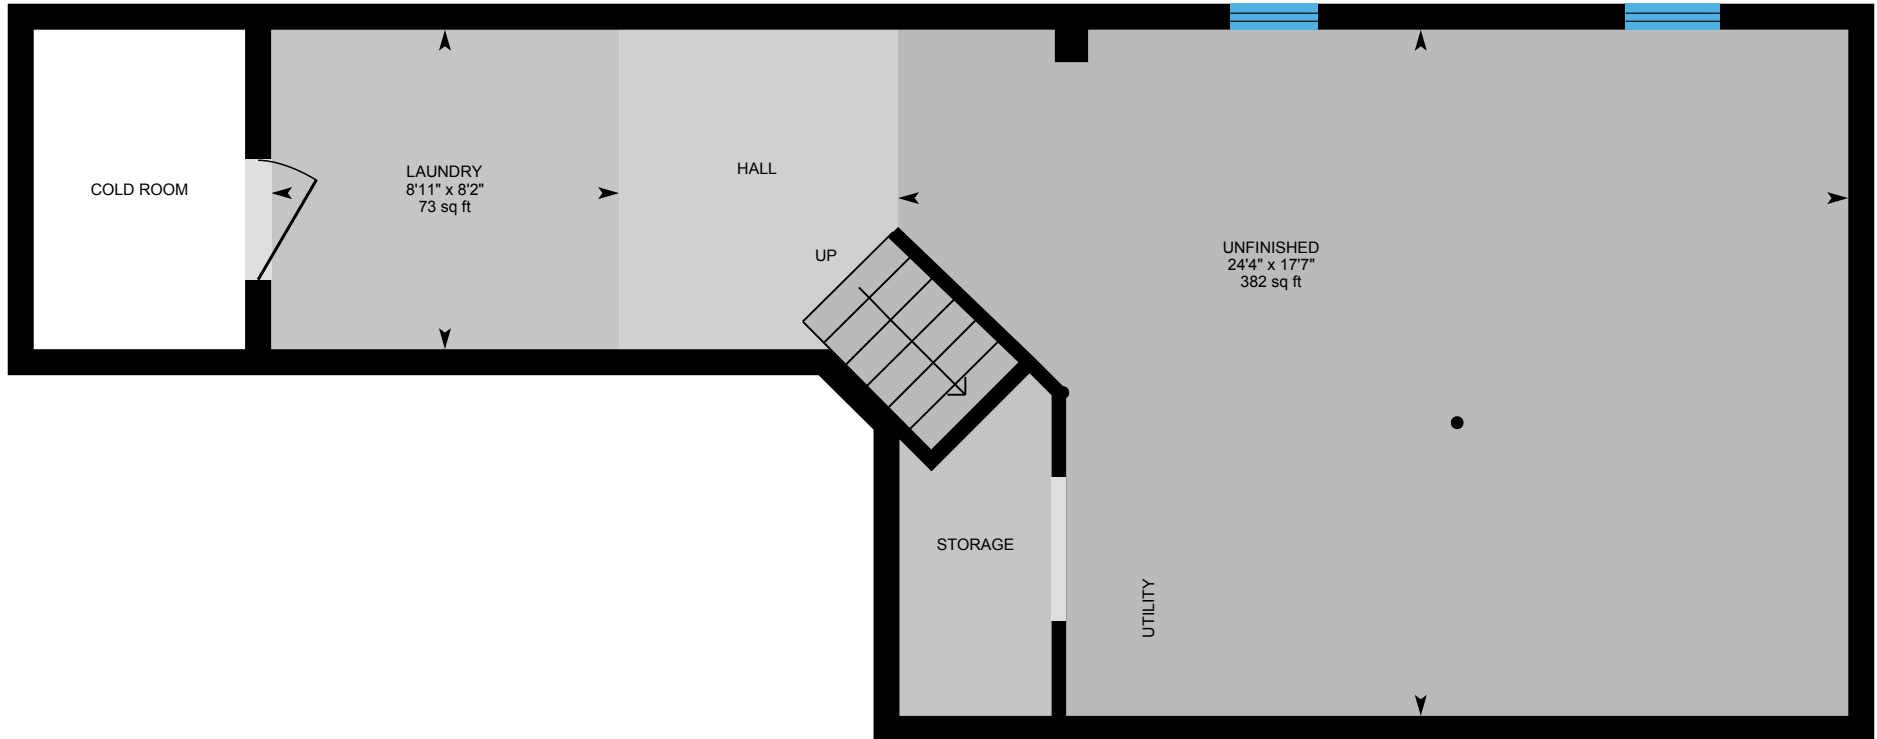 COLD ROOM
LAUNDRY
8'11" x 8'2"
73 sq ft
HALL
UP
UNFINISHED
24'4" x 17'7"
382 sq ft
STORAGE
UTILITY